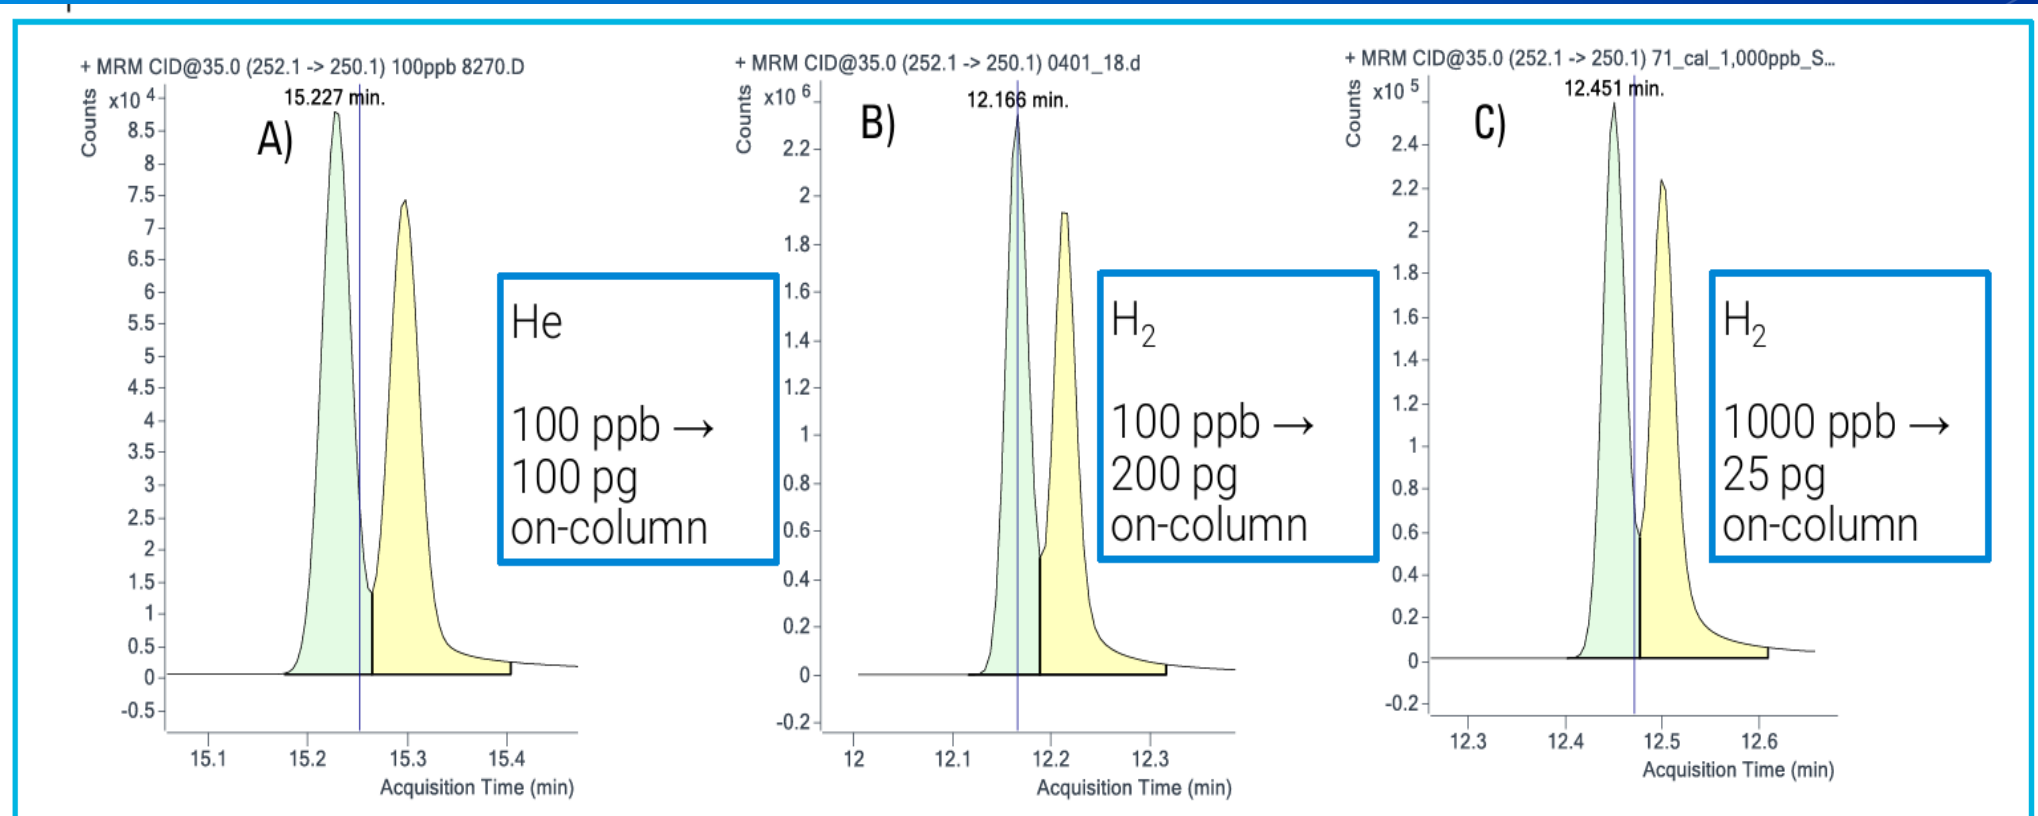 + MRM CID@35.0 (252.1 -> 250.1) 100ppb 8270.D
Counts
x10 4
15.227 min.
A)
8.5
8
7.5
7
6.5
6
5.5
5
4.5
4
3.5
3
2.5
2
1.5
1
0.5
0
-0.5
15.1 15.2 15.3 15.4
Acquisition Time (min)
He
100 ppb →
100 pg
on-column
+ MRM CID@35.0 (252.1 -> 250.1) 0401_18.d
Counts
x10 6
12.166 min.
B)
2.2
2
1.8
1.6
1.4
1.2
1
0.8
0.6
0.4
0.2
0
-0.2
12 12.1 12.2 12.3
Acquisition Time (min)
H2
100 ppb →
200 pg
on-column
+ MRM CID@35.0 (252.1 -> 250.1) 71_cal_1,000ppb_S...
Counts
x10 5
12.451 min.
C)
2.4
2.2
2
1.8
1.6
1.4
1.2
1
0.8
0.6
0.4
0.2
0
-0.2
12.3 12.4 12.5 12.6
Acquisition Time (min)
H2
1000 ppb →
25 pg
on-column